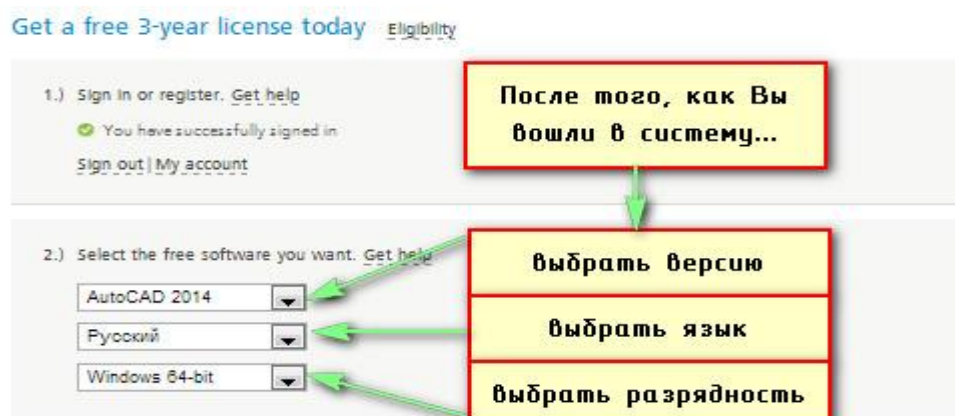 Get a free 3-year license today Eligibility
1.) Sign in or register. Get help
You have successfully signed in
Sign out | My account
После того, как Вы
вошли в систему...
2.) Select the free software you want. Get help
AutoCAD 2014
Русский
Windows 64-bit
выбрать версию
выбрать язык
выбрать разрядность